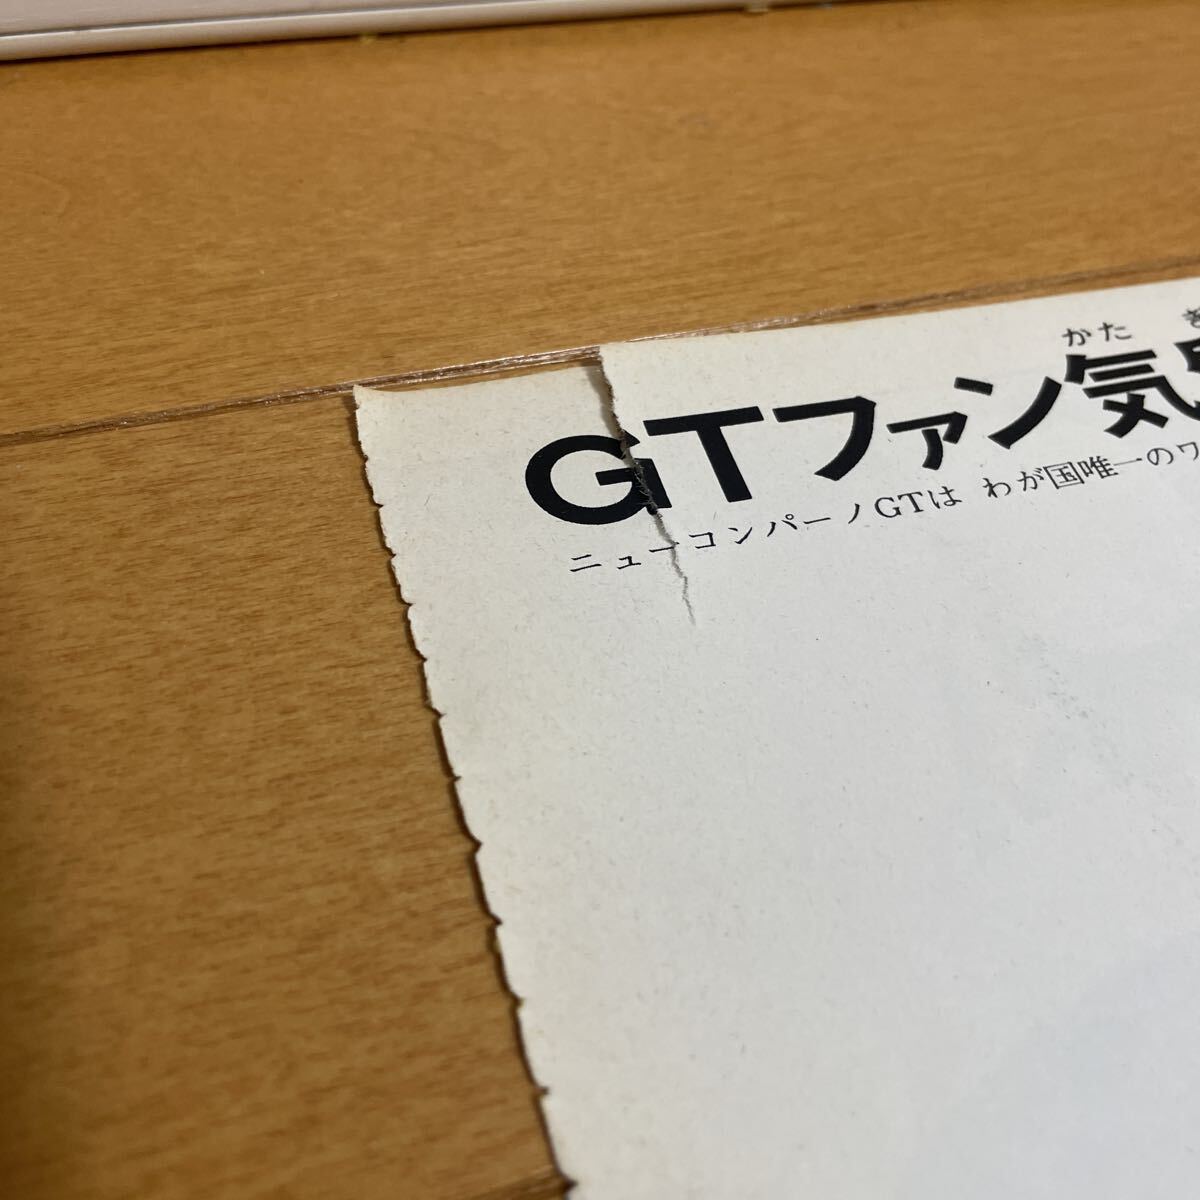 かた
GTファン気
ニューコンパーノGTは わが国唯一のワ